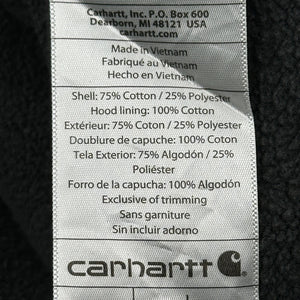 Carhartt, Inc. P.O. Box 600
Dearborn, MI 48121 USA
carhartt.com
Made in Vietnam
Fabriqué au Vietnam
Hecho en Vietnam
Shell: 75% Cotton / 25% Polyester
Hood lining: 100% Cotton
Extérieur: 75% Coton / 25% Polyester
Doublure de capuche: 100% Coton
Tela Exterior: 75% Algodón / 25%
Poliéster
Forro de la capucha: 100% Algodón
Exclusive of trimming
Sans garniture
Sin incluir adorno
carhartt